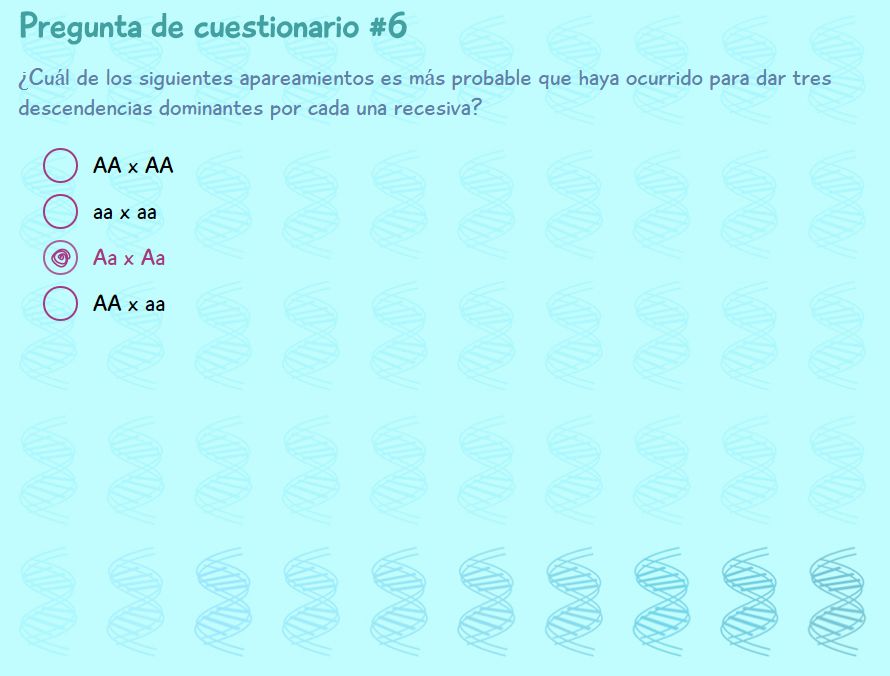 Pregunta de cuestionario #6
¿Cuál de los siguientes apareamientos es más probable que haya ocurrido para dar tres
descendencias dominantes por cada una recesiva?
AA x AA
aa x aa
Aa x Aa
AA x aa